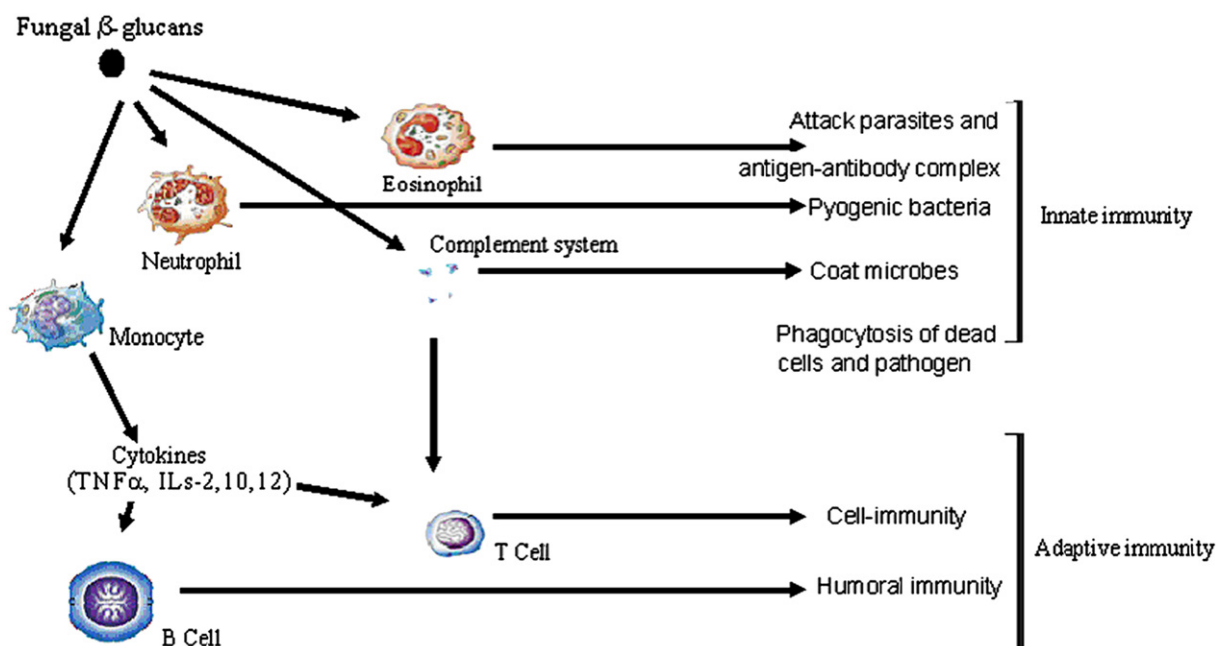 Fungal β-glucans
Eosinophil
Attack parasites and
antigen-antibody complex
Neutrophil
Pyogenic bacteria
Innate immunity
Complement system
Coat microbes
Monocyte
Phagocytosis of dead
cells and pathogen
Cytokines
(TNFα, ILs-2,10,12)
T Cell
Cell-immunity
Adaptive immunity
B Cell
Humoral immunity